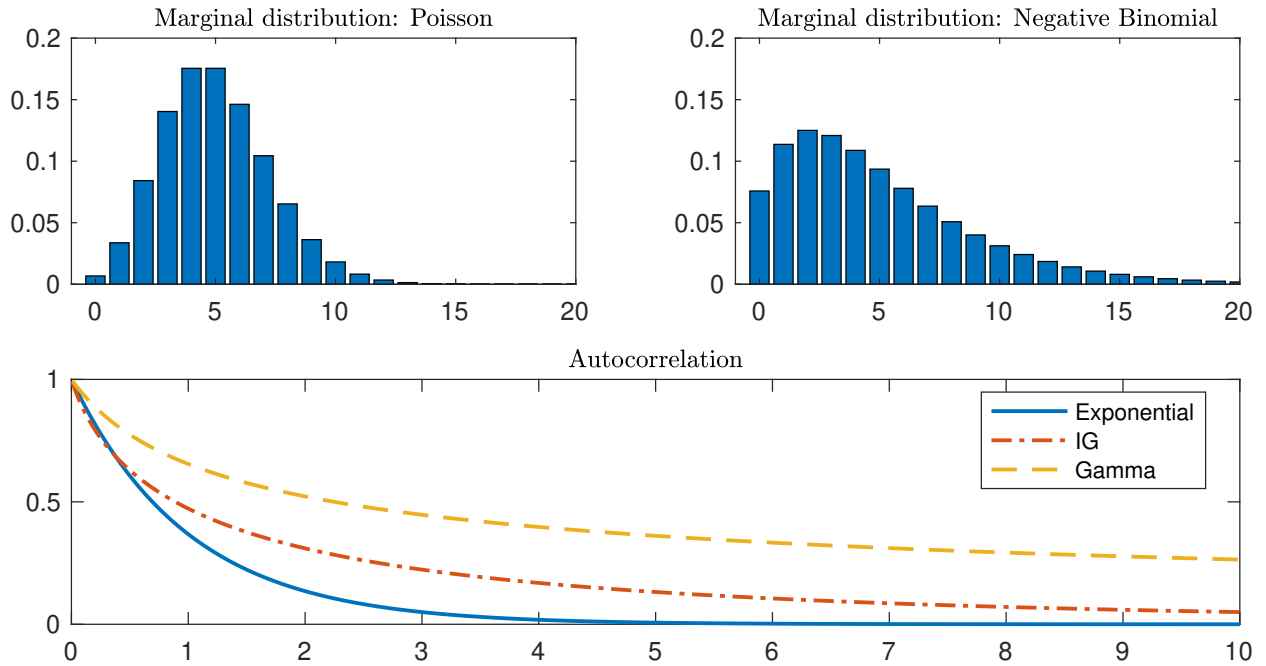 Marginal distribution: Poisson
0.2
0.15
0.1
0.05
0
0 5 10 15 20
Marginal distribution: Negative Binomial
0.2
0.15
0.1
0.05
0
0 5 10 15 20
Autocorrelation
1
0.5
0
0 1 2 3 4 5 6 7 8 9 10
Exponential
IG
Gamma